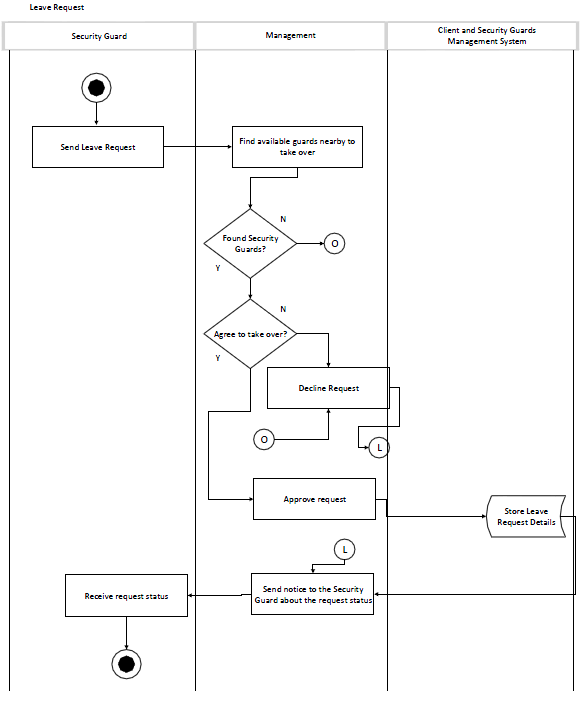 Leave Request
Security Guard
Management
Client and Security Guards
Management System
Send Leave Request
Find available guards nearby to
take over
N
Found Security
Guards?
O
Y
N
Agree to take over?
Y
Decline Request
O
L
Approve request
Store Leave
Request Details
L
Receive request status
Send notice to the Security
Guard about the request status